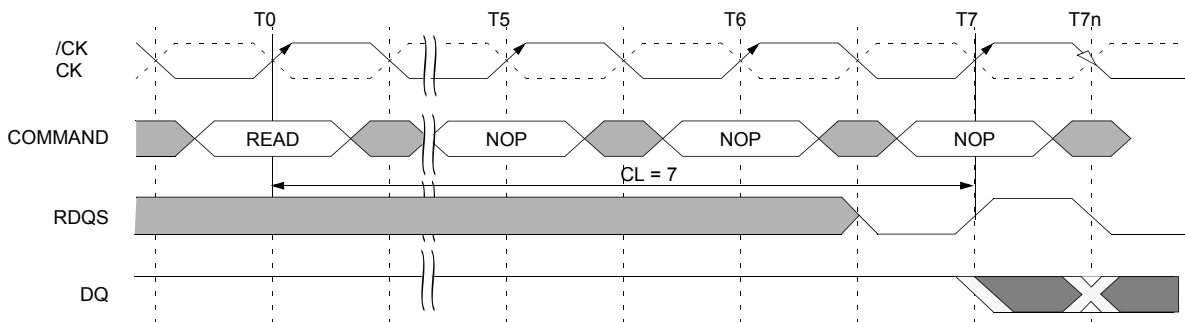 T0 T5 T6 T7 T7n
/CK
CK
COMMAND READ NOP NOP NOP
CL = 7
RDQS
DQ